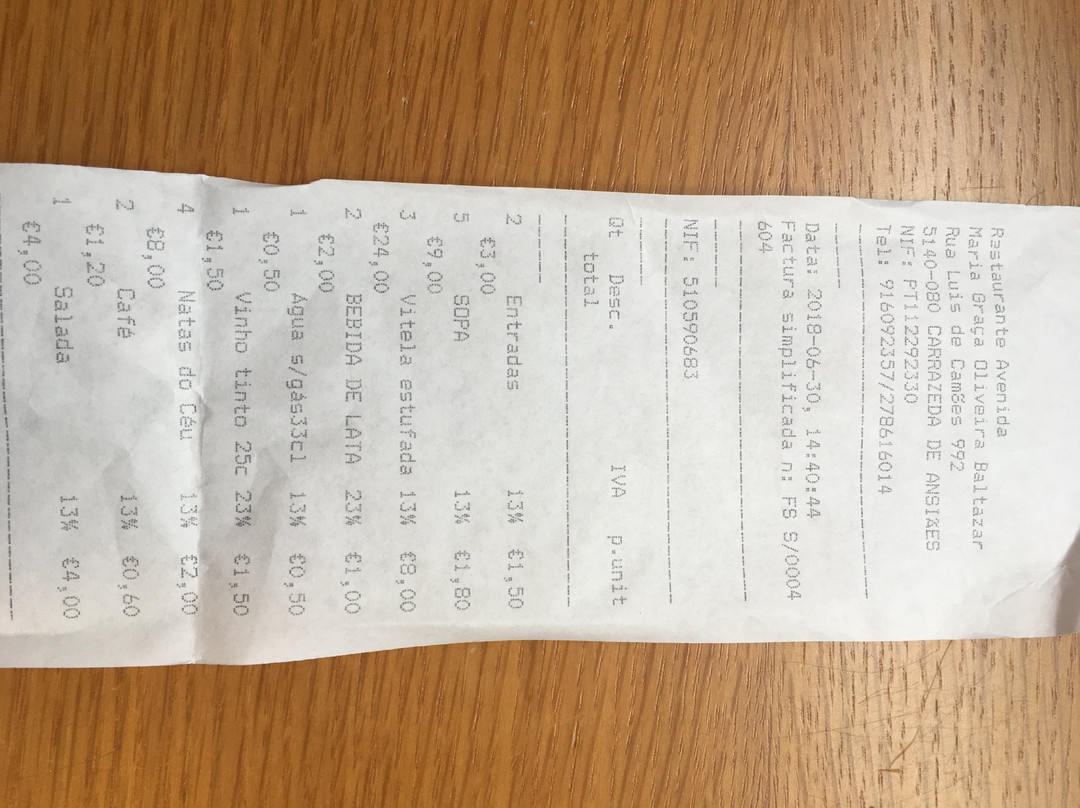 Restaurante Avenida
Maria Graça Oliveira Baltazar
Rua Luis de Camões 992
5140-080 CARRAZEDA DE ANSIÃES
NIF: PT112292330
Tel: 916092357/278616014
Data: 2018-06-30, 14:40:44
Factura simplificada n: FS S/0004
604
NIF: 510590683
Qt Desc. IVA p.unit
total
2 Entradas 13% €1,50
€3,00
5 SOPA 13% €1,80
€9,00
3 Vitela estufada 13% €8,00
€24,00
2 BEBIDA DE LATA 23% €1,00
€2,00
1 Água s/gás33cl 13% €0,50
€0,50
1 Vinho tinto 25c 23% €1,50
€1,50
4 Natas do Céu 13% €2,00
€8,00
2 Café 13% €0,60
€1,20
1 Salada 13% €4,00
€4,00